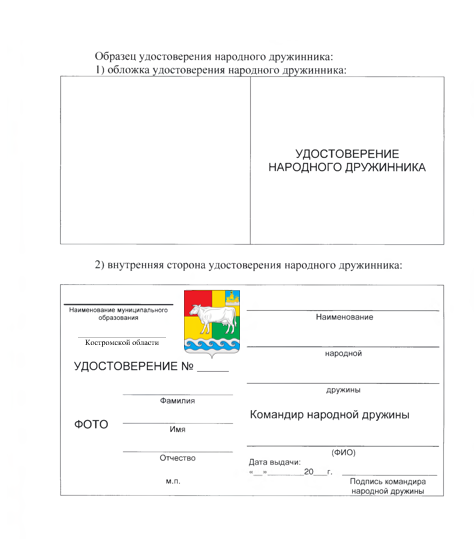 Образец удостоверения народного дружинника:
1) обложка удостоверения народного дружинника:
УДОСТОВЕРЕНИЕ
НАРОДНОГО ДРУЖИННИКА
2) внутренняя сторона удостоверения народного дружинника:
Наименование муниципального
образования
Костромской области
УДОСТОВЕРЕНИЕ № _____
Фамилия
ФОТО
Имя
Отчество
м.п.
Наименование
народной
дружины
Командир народной дружины
(ФИО)
Дата выдачи:
«__»________20___г.
Подпись командира
народной дружины